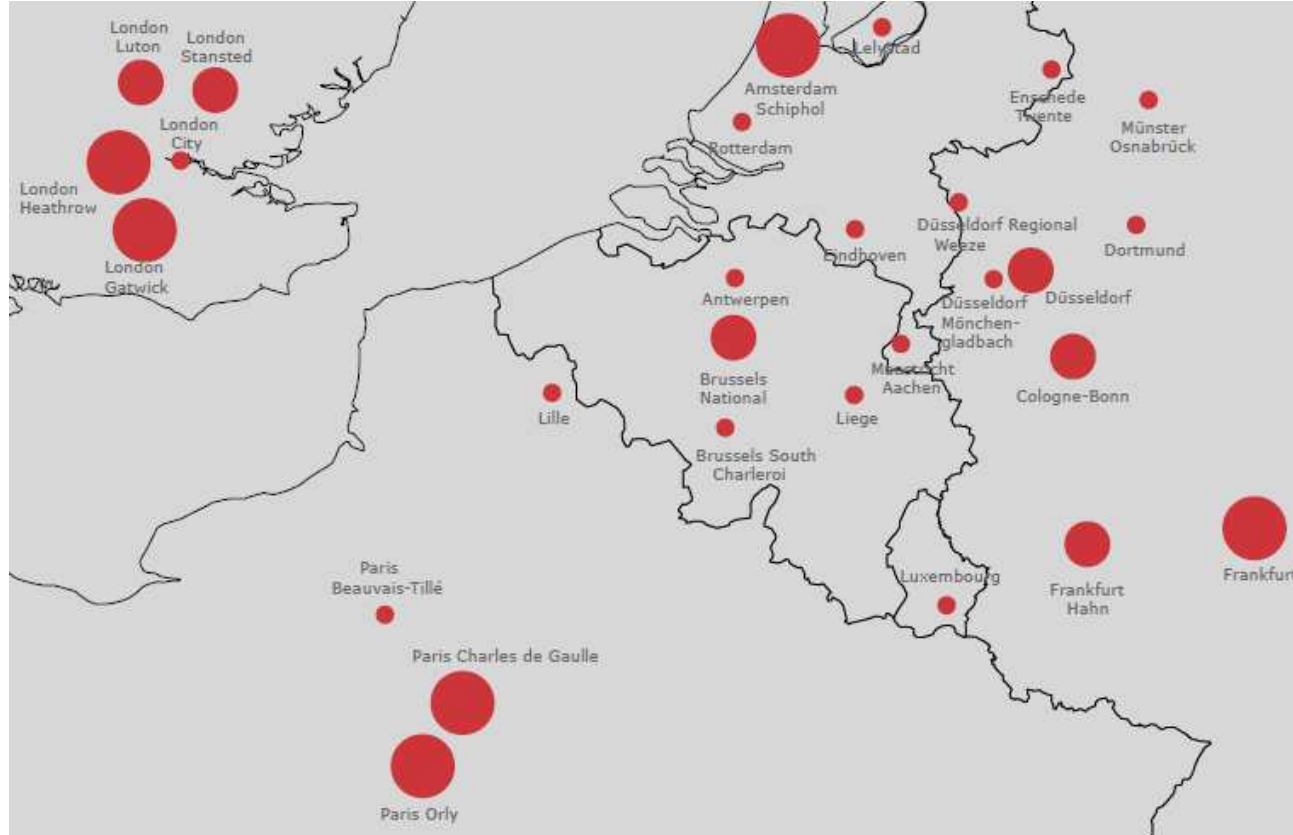 London
Luton
London
Stansted
London
City
London
Heathrow
London
Gatwick
Lelystad
Amsterdam
Schiphol
Rotterdam
Enschede
Twente
Münster
Osnabrück
Düsseldorf Regional
Weeze
Dortmund
Eindhoven
Antwerpen
Düsseldorf
Düsseldorf
Mönchen-
gladbach
Maastricht
Aachen
Brussels
National
Cologne-Bonn
Lille
Liege
Brussels South
Charleroi
Paris
Beauvais-Tillé
Luxembourg
Frankfurt
Hahn
Frankfurt
Paris Charles de Gaulle
Paris Orly